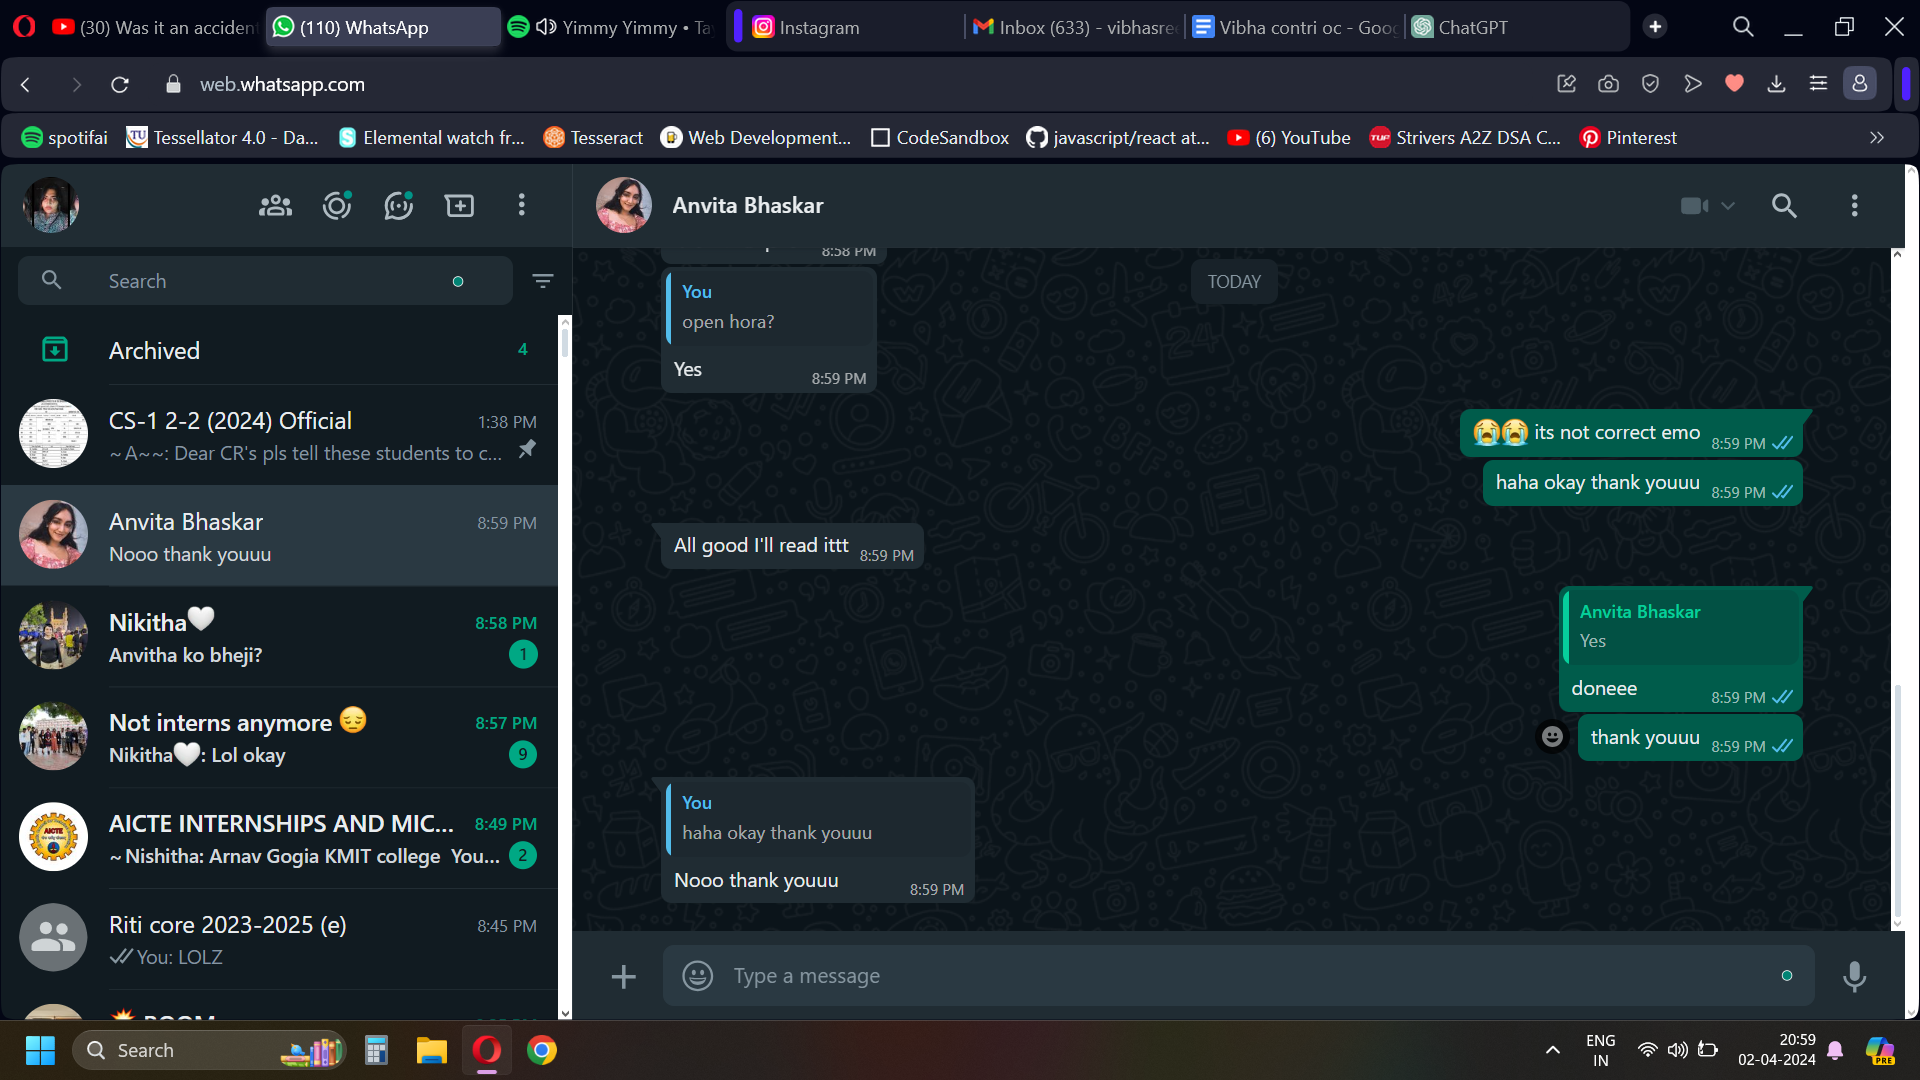 (30) Was it an acciden
(110) WhatsApp
Yimmy Yimmy • Ta
Instagram
Inbox (633) - vibhasree
Vibha contri oc - Goog
ChatGPT
web.whatsapp.com
spotifai
Tessellator 4.0 - Da...
Elemental watch fr...
Tesseract
Web Development...
CodeSandbox
javascript/react at...
(6) YouTube
Strivers A2Z DSA C...
Pinterest
Search
Archived
4
CS-1 2-2 (2024) Official
1:38 PM
~A~~: Dear CR's pls tell these students to c...
Anvita Bhaskar
8:59 PM
Nooo thank youuu
Nikitha🤍
8:58 PM
Anvitha ko bheji?
1
Not interns anymore 😔
8:57 PM
Nikitha🤍: Lol okay
9
AICTE
AICTE INTERNSHIPS AND MIC...
8:49 PM
~Nishitha: Arnav Gogia KMIT college You...
2
Riti core 2023-2025 (e)
8:45 PM
You: LOLZ
💥 BOOM
Anvita Bhaskar
8:58 PM
TODAY
You
open hora?
Yes
8:59 PM
😭😭 its not correct emo
8:59 PM
haha okay thank youuu
8:59 PM
All good I'll read ittt
8:59 PM
Anvita Bhaskar
Yes
doneee
8:59 PM
thank youuu
8:59 PM
You
haha okay thank youuu
Nooo thank youuu
8:59 PM
Type a message
Search
ENG
IN
20:59
02-04-2024
PRE